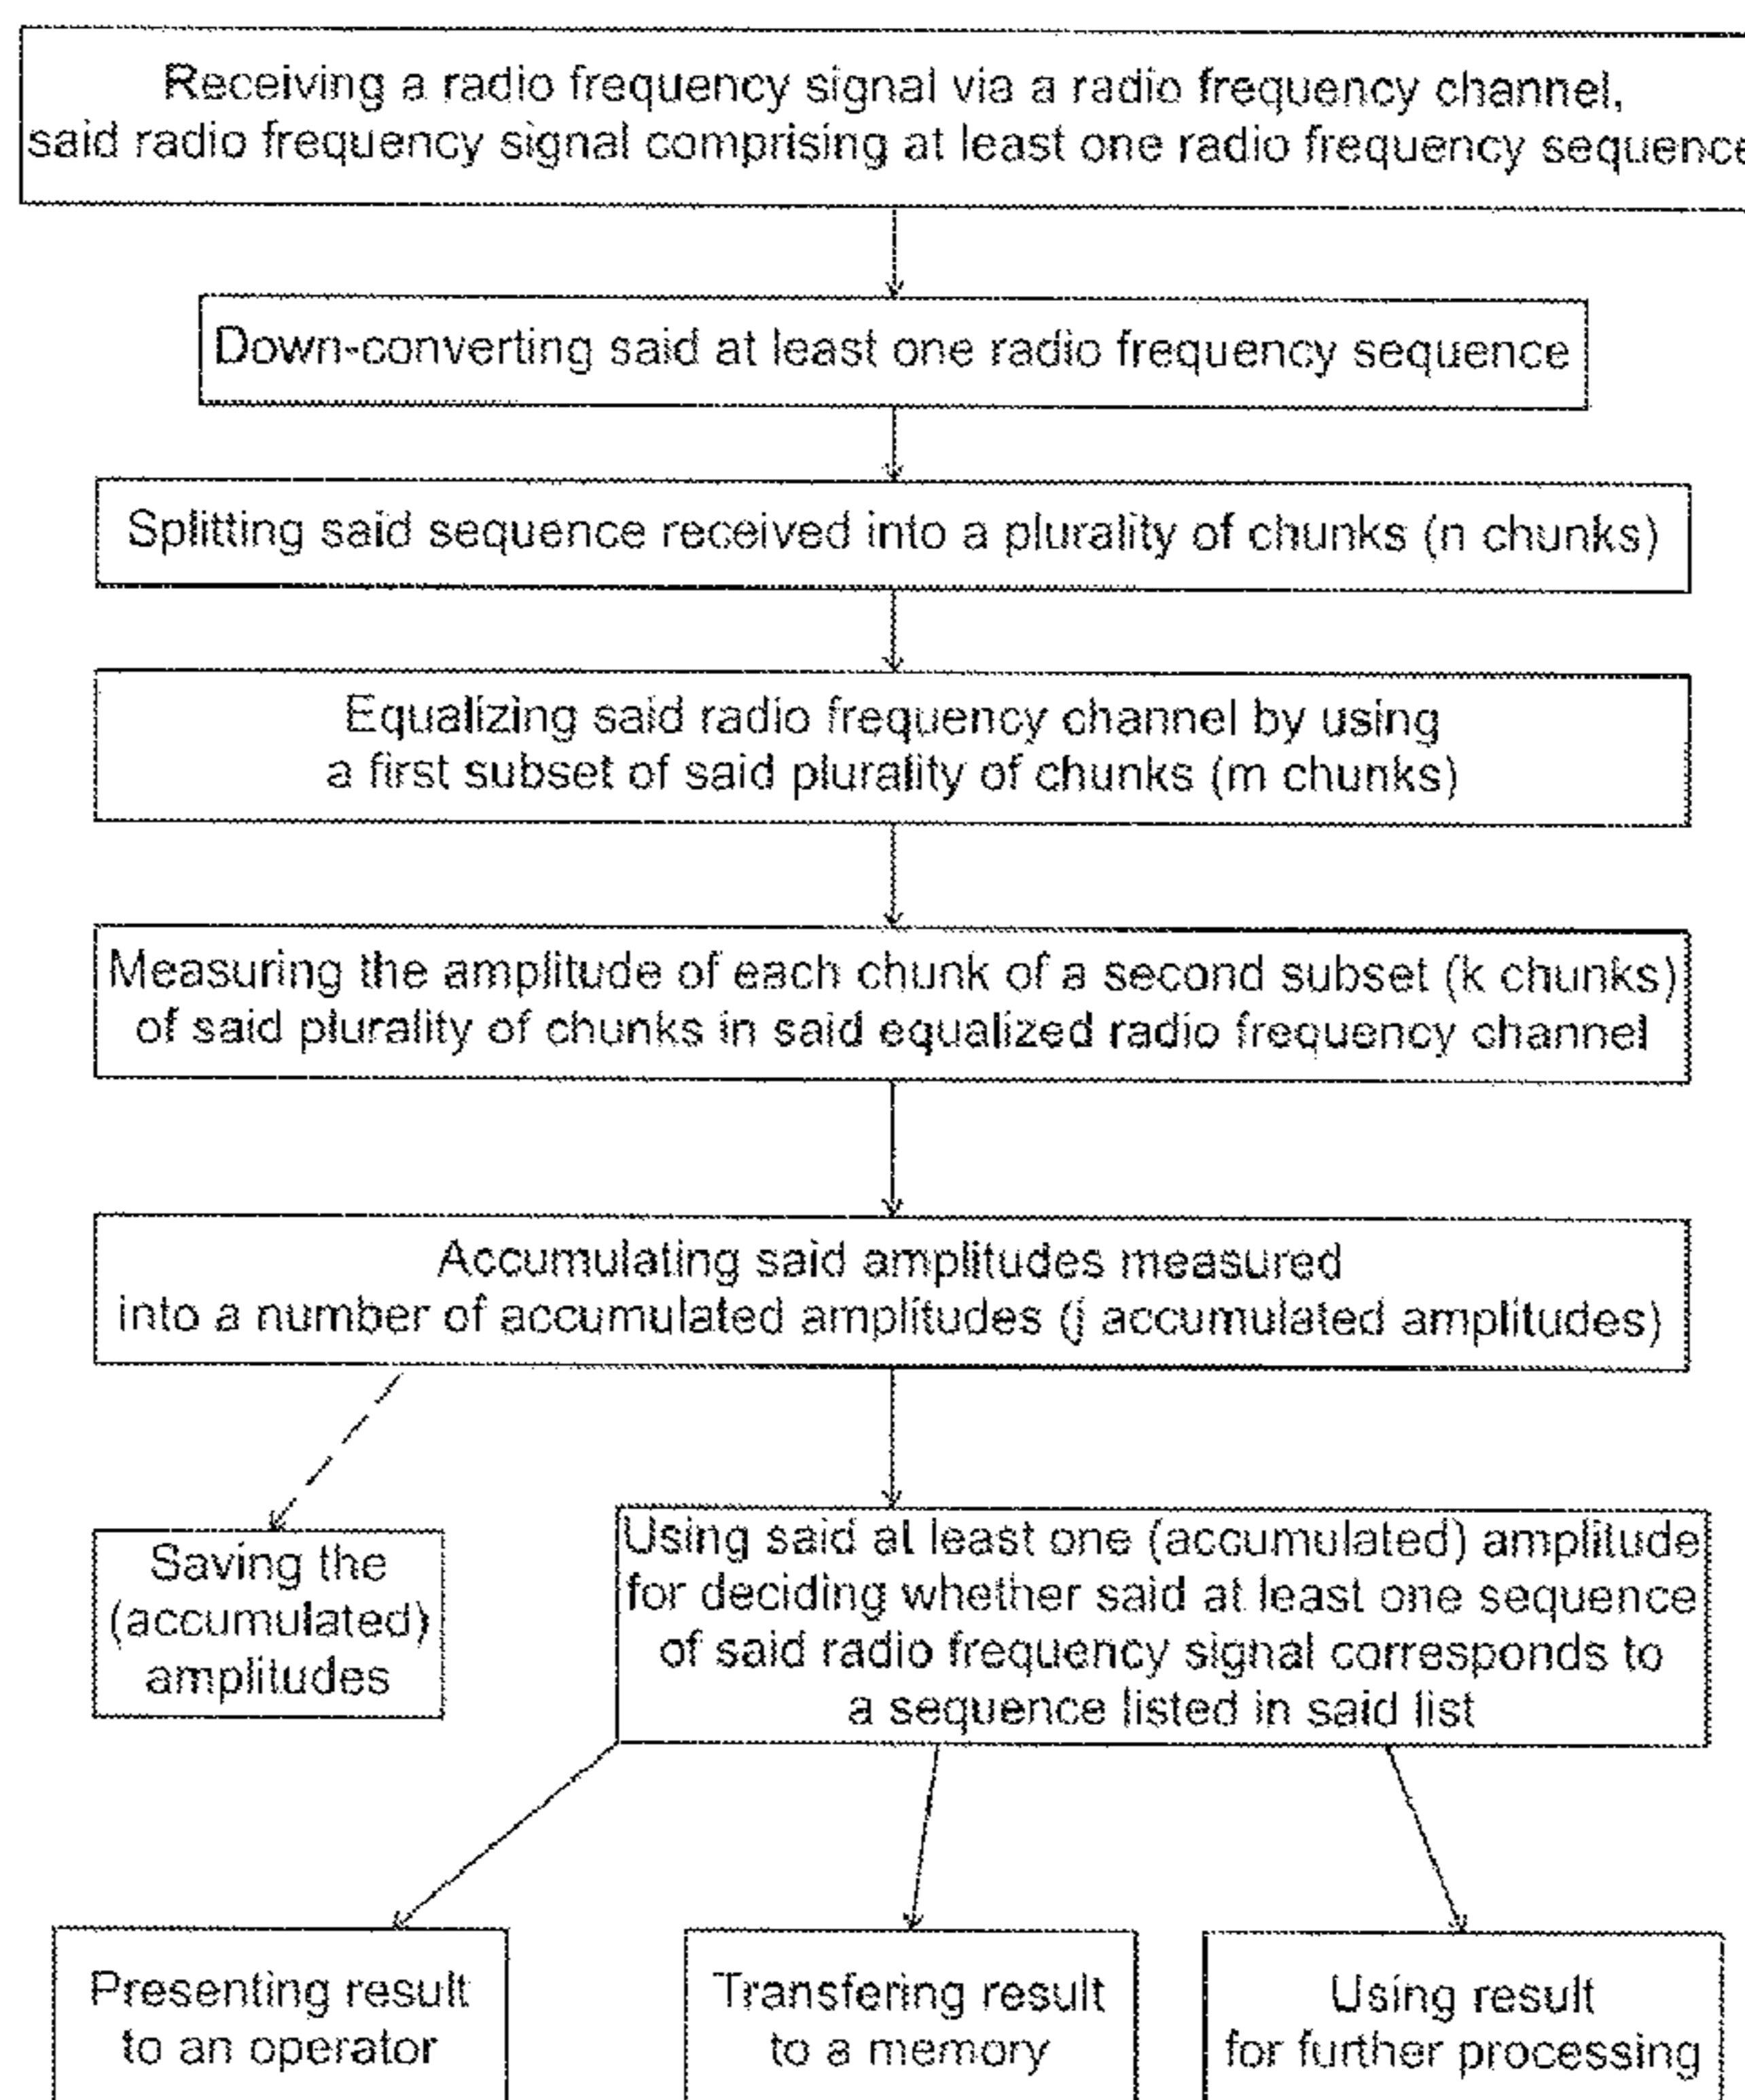 Receiving a radio frequency signal via a radio frequency channel,
said radio frequency signal comprising at least one radio frequency sequence
Down-converting said at least one radio frequency sequence
Splitting said sequence received into a plurality of chunks (n chunks)
Equalizing said radio frequency channel by using
a first subset of said plurality of chunks (m chunks)
Measuring the amplitude of each chunk of a second subset (k chunks)
of said plurality of chunks in said equalized radio frequency channel
Accumulating said amplitudes measured
into a number of accumulated amplitudes (j accumulated amplitudes)
Saving the
(accumulated)
amplitudes
Using said at least one (accumulated) amplitude
for deciding whether said at least one sequence
of said radio frequency signal corresponds to
a sequence listed in said list
Presenting result
to an operator
Transfering result
to a memory
Using result
for further processing